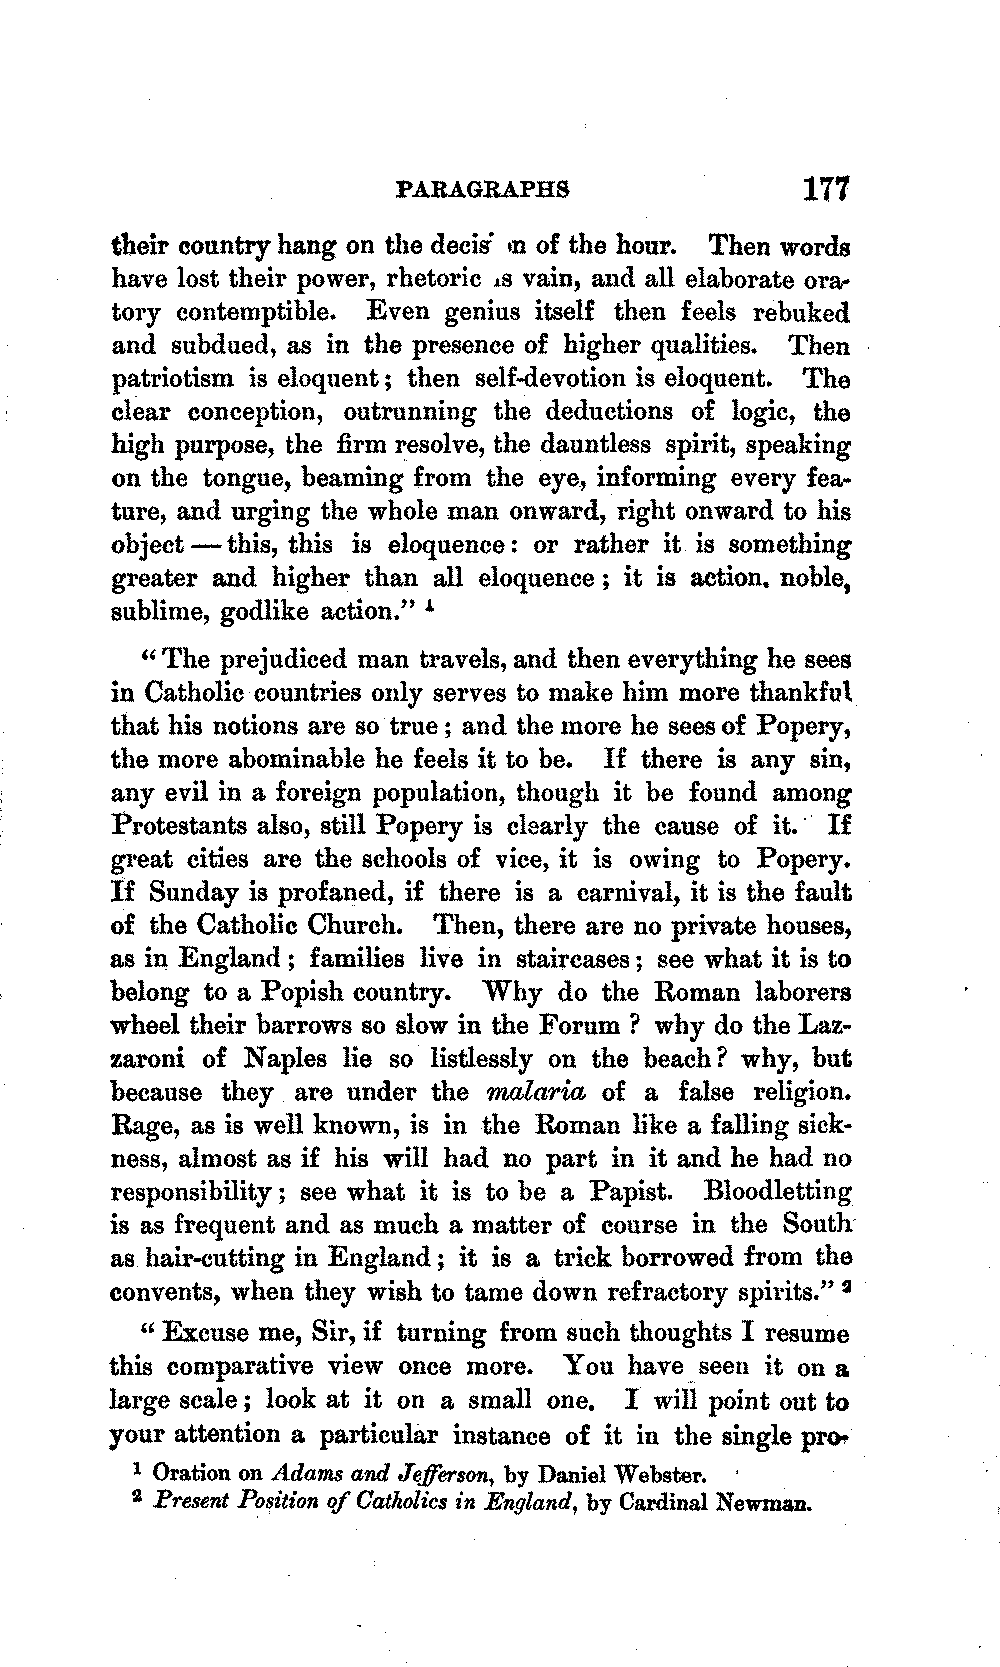 PARAGRAPHS 177
their country hang on the decis n of the hour. Then words
have lost their power, rhetoric is vain, and all elaborate ora-
tory contemptible. Even genius itself then feels rebuked
and subdued, as in the presence of higher qualities. Then
patriotism is eloquent; then self-devotion is eloquent. The
clear conception, outrunning the deductions of logic, the
high purpose, the firm resolve, the dauntless spirit, speaking
on the tongue, beaming from the eye, informing every fea-
ture, and urging the whole man onward, right onward to his
object — this, this is eloquence: or rather it is something
greater and higher than all eloquence; it is action, noble,
sublime, godlike action.” 1
“The prejudiced man travels, and then everything he sees
in Catholic countries only serves to make him more thankful
that his notions are so true; and the more he sees of Popery,
the more abominable he feels it to be. If there is any sin,
any evil in a foreign population, though it be found among
Protestants also, still Popery is clearly the cause of it. If
great cities are the schools of vice, it is owing to Popery.
If Sunday is profaned, if there is a carnival, it is the fault
of the Catholic Church. Then, there are no private houses,
as in England; families live in staircases; see what it is to
belong to a Popish country. Why do the Roman laborers
wheel their barrows so slow in the Forum? why do the Laz-
zaroni of Naples lie so listlessly on the beach? why, but
because they are under the malaria of a false religion.
Rage, as is well known, is in the Roman like a falling sick-
ness, almost as if his will had no part in it and he had no
responsibility; see what it is to be a Papist. Bloodletting
is as frequent and as much a matter of course in the South
as hair-cutting in England; it is a trick borrowed from the
convents, when they wish to tame down refractory spirits.” 2
“Excuse me, Sir, if turning from such thoughts I resume
this comparative view once more. You have seen it on a
large scale; look at it on a small one. I will point out to
your attention a particular instance of it in the single pro-
1 Oration on Adams and Jefferson, by Daniel Webster.
2 Present Position of Catholics in England, by Cardinal Newman.